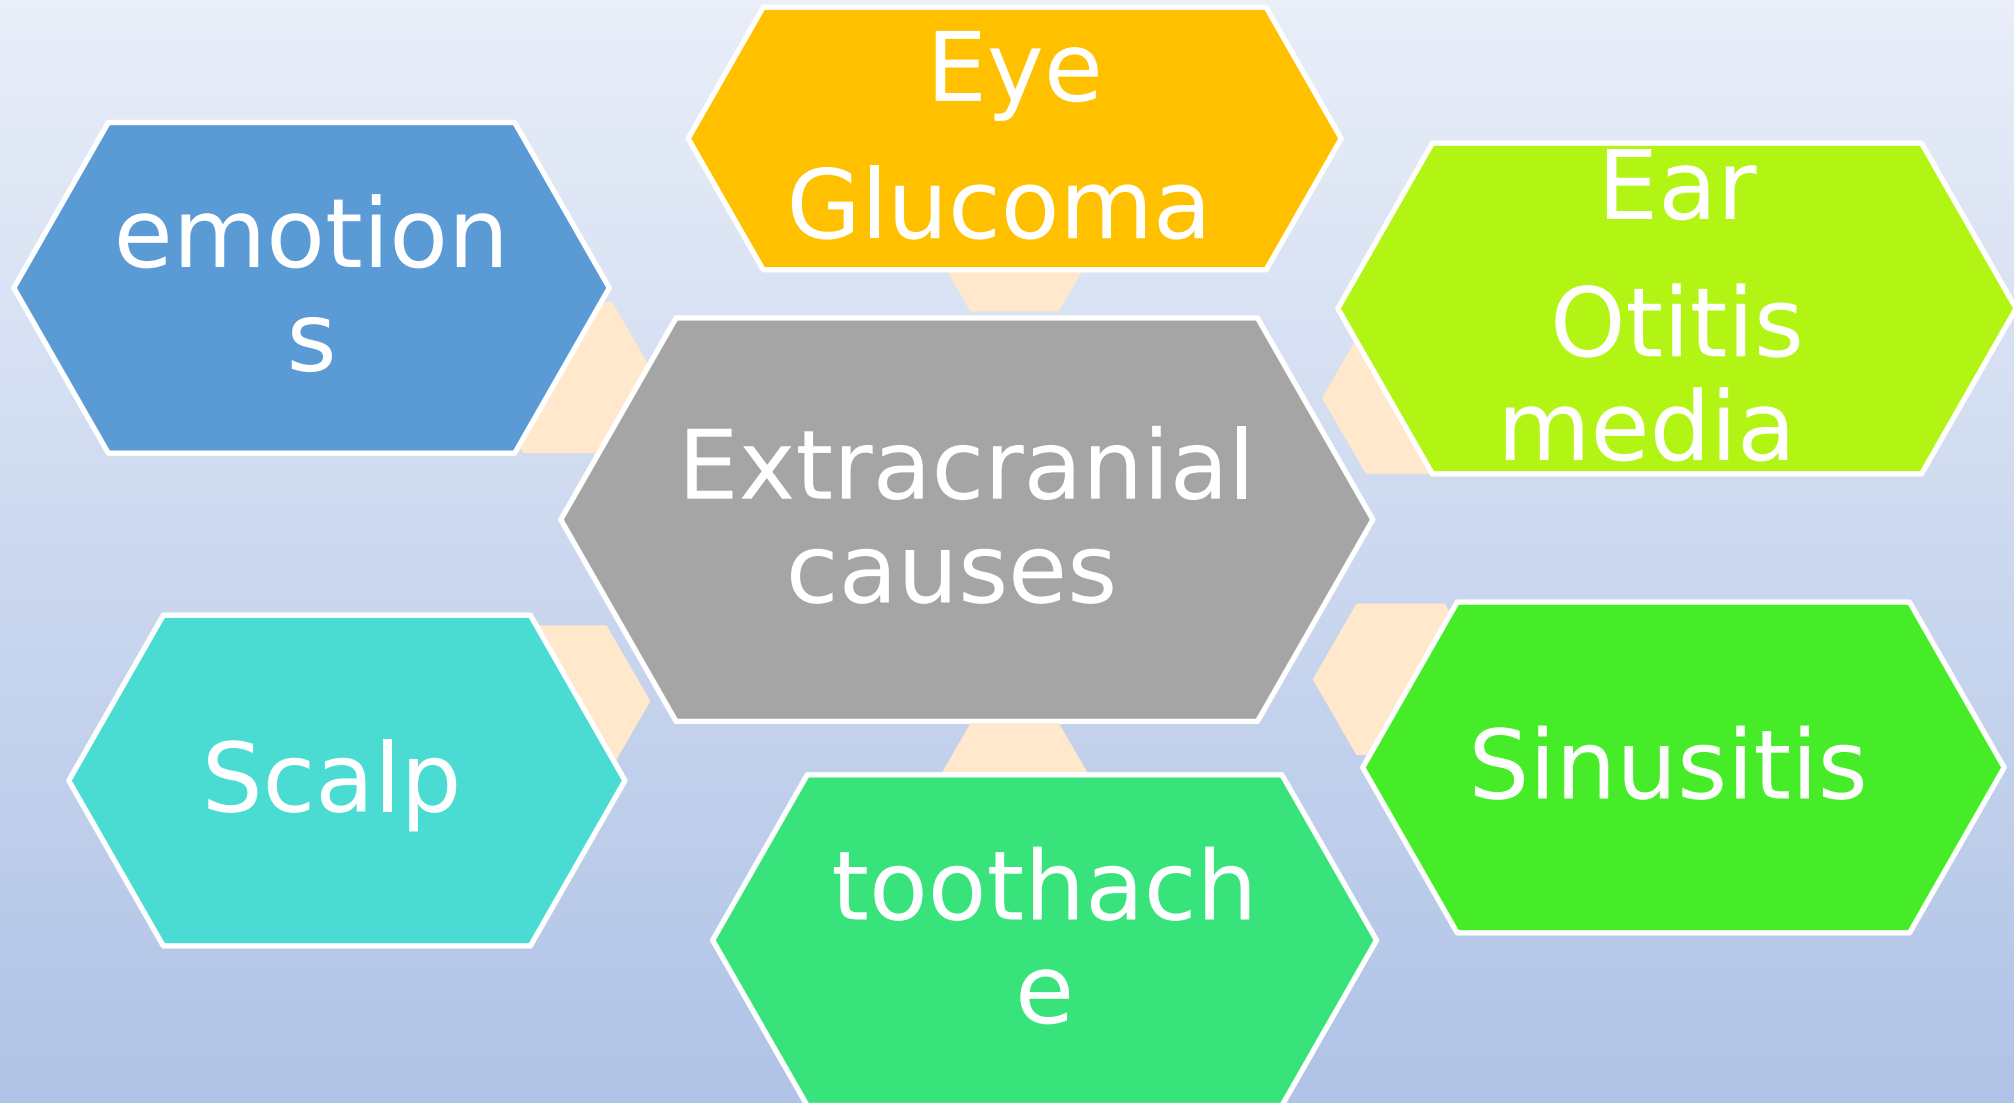 Eye
Glucoma
Ear
Otitis
media
Sinusitis
toothach
e
Scalp
emotion
s
Extracranial
causes